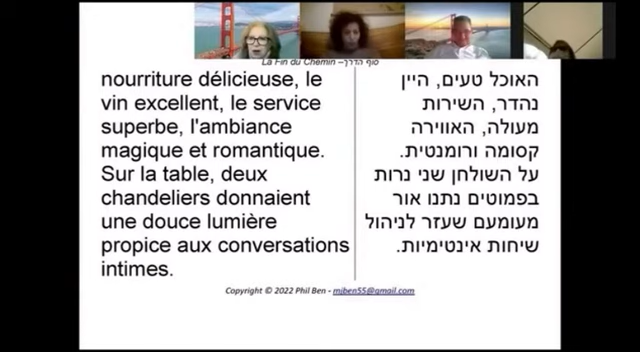 La Fin du Chemin – סוף הדרך
nourriture délicieuse, le
vin excellent, le service
superbe, l'ambiance
magique et romantique.
Sur la table, deux
chandeliers donnaient
une douce lumière
propice aux conversations
intimes.
האוכל טעים, היין
נהדר, השירות
מעולה, האווירה
קסומה ורומנטית.
על השולחן שני נרות
בפמוטים נתנו אור
מעומעם שעזר לניהול
שיחות אינטימיות.
Copyright © 2022 Phil Ben - miben55@gmail.com